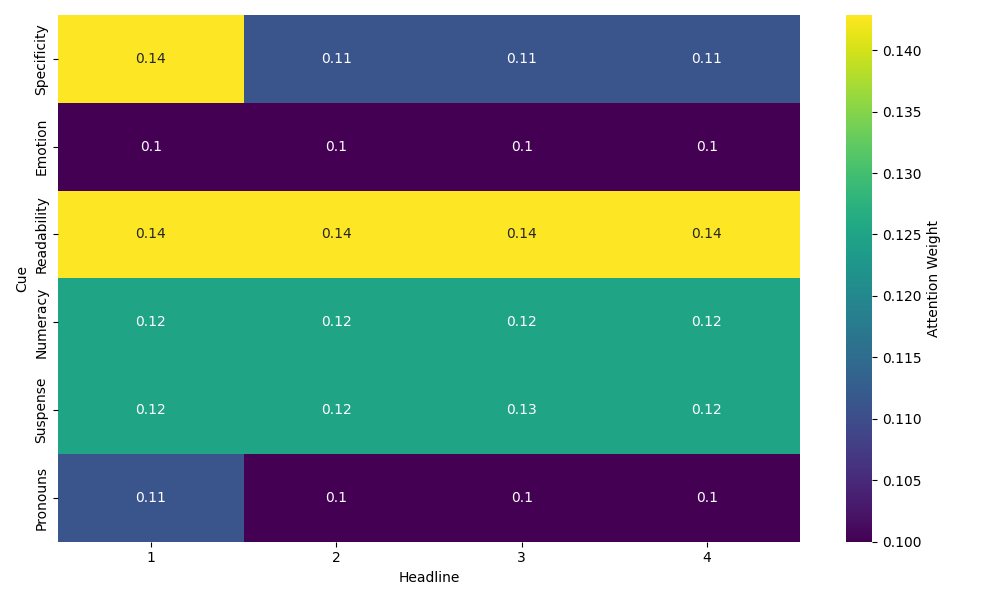 Specificity 0.14 0.11 0.11 0.11
Emotion 0.1 0.1 0.1 0.1
Readability 0.14 0.14 0.14 0.14
Numeracy 0.12 0.12 0.12 0.12
Suspense 0.12 0.12 0.13 0.12
Pronouns 0.11 0.1 0.1 0.1
Cue
1 2 3 4
Headline
0.140
0.135
0.130
0.125
0.120
0.115
0.110
0.105
0.100
Attention Weight